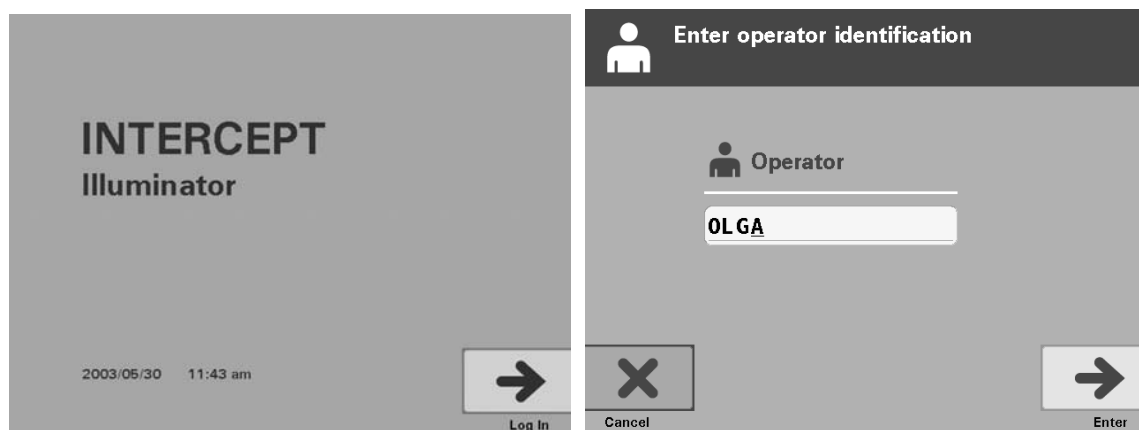 INTERCEPT
Illuminator
2003/05/30 11:43 am
Log In
Enter operator identification
Operator
OLGA
Cancel
Enter